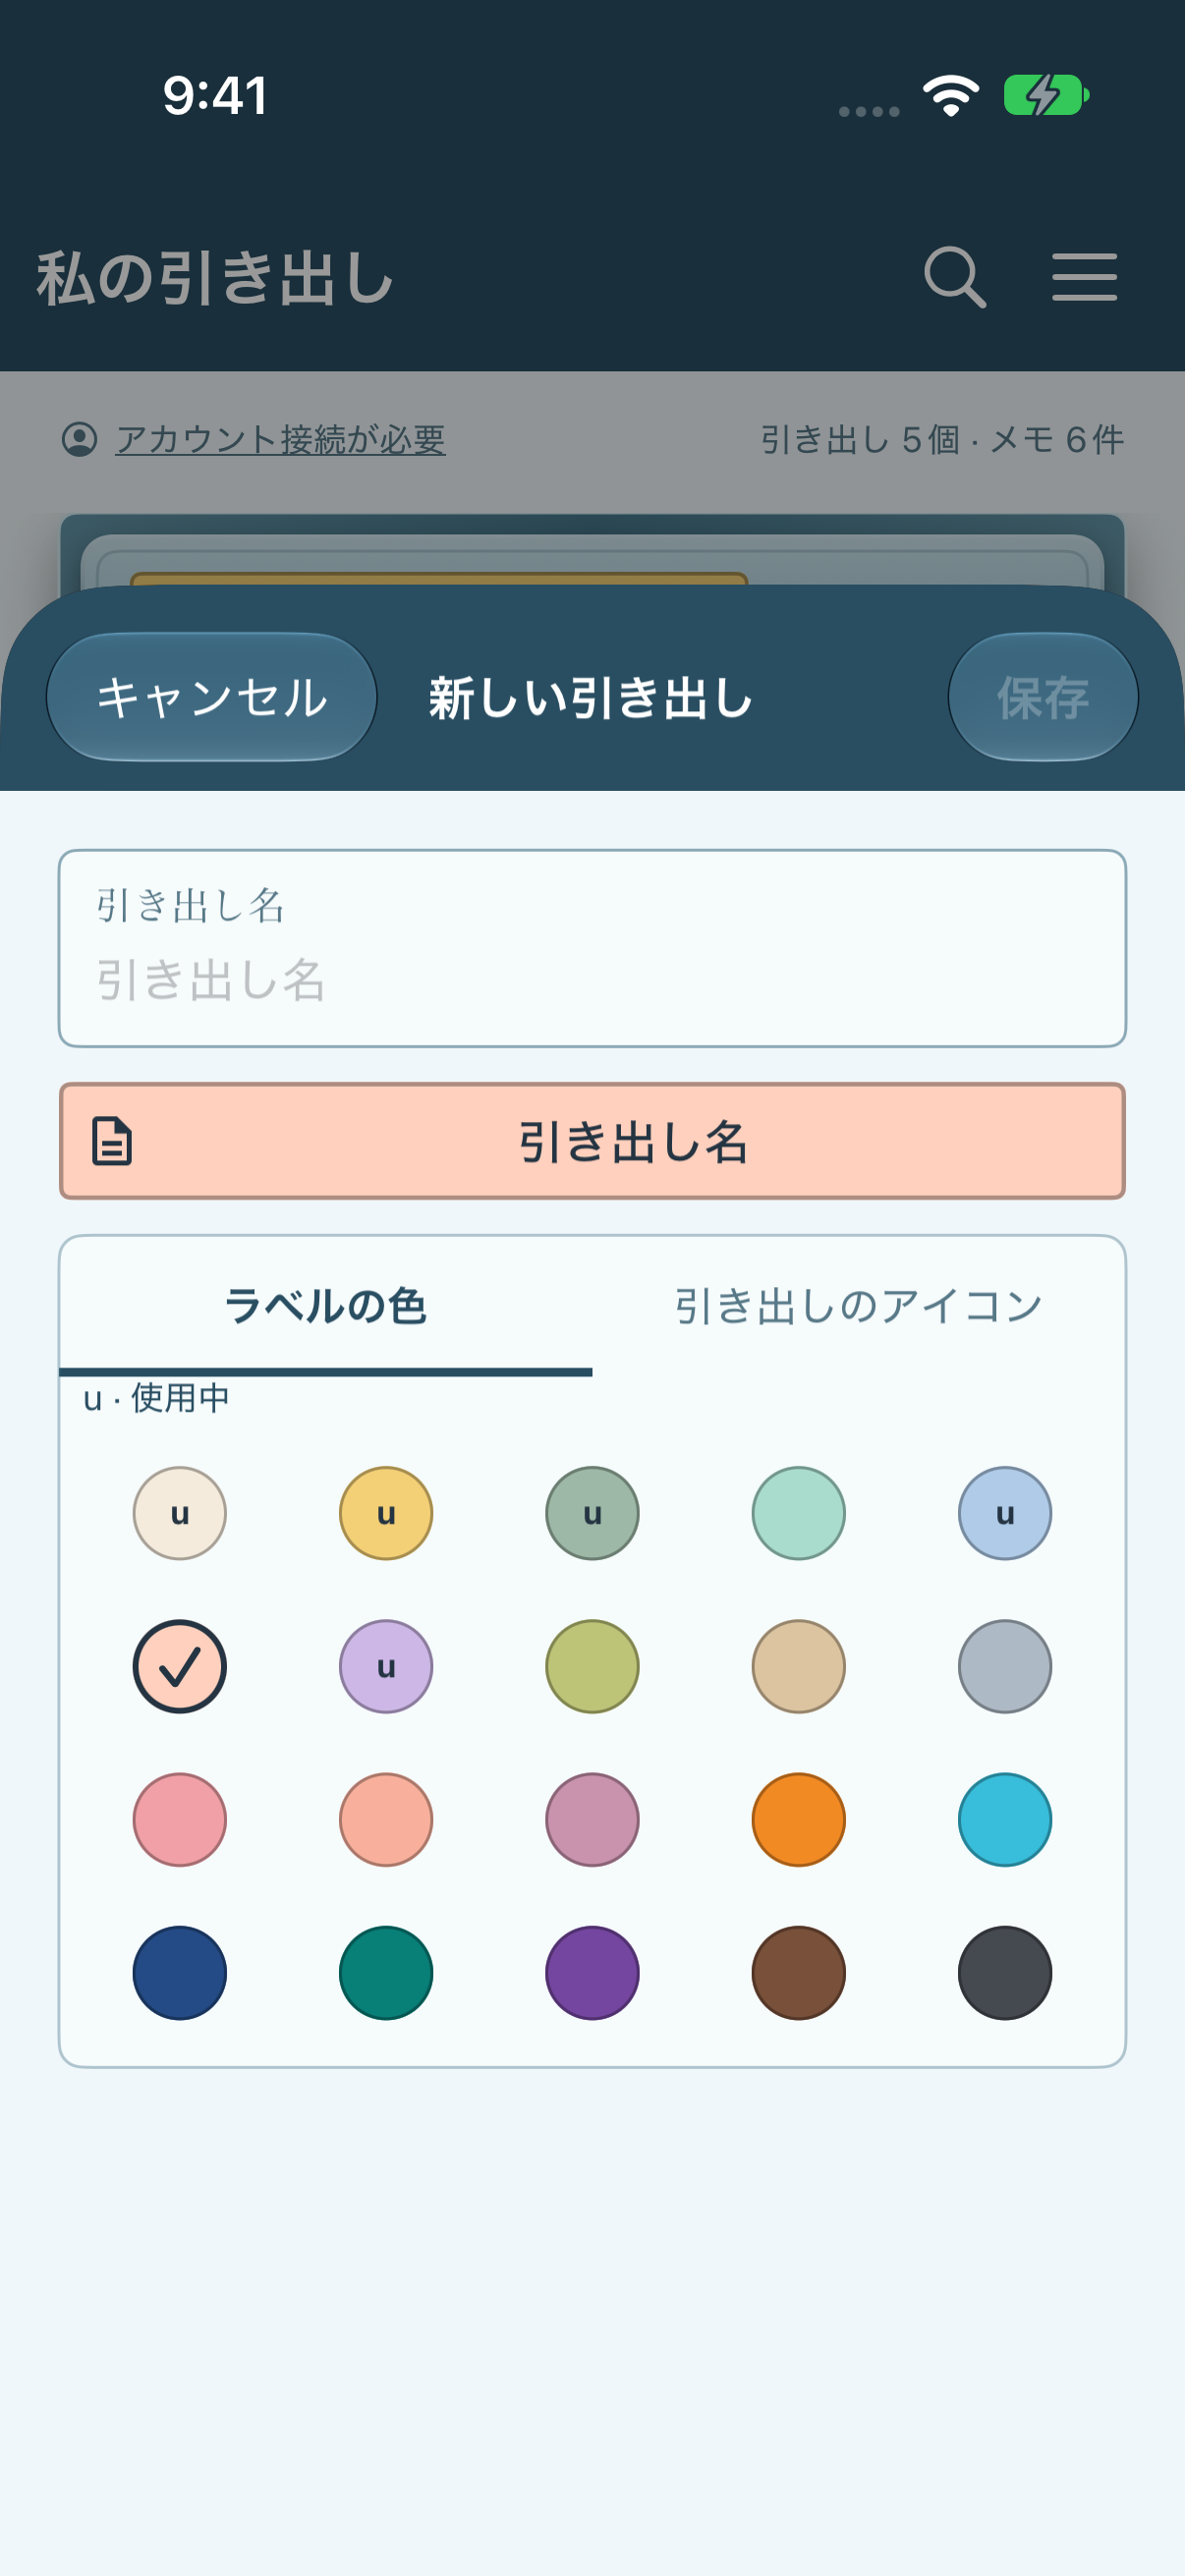 9:41
私の引き出し
アカウント接続が必要
引き出し 5個 · メモ 6件
キャンセル
新しい引き出し
保存
引き出し名
引き出し名
引き出し名
ラベルの色
引き出しのアイコン
u · 使用中
u
u
u
u
u